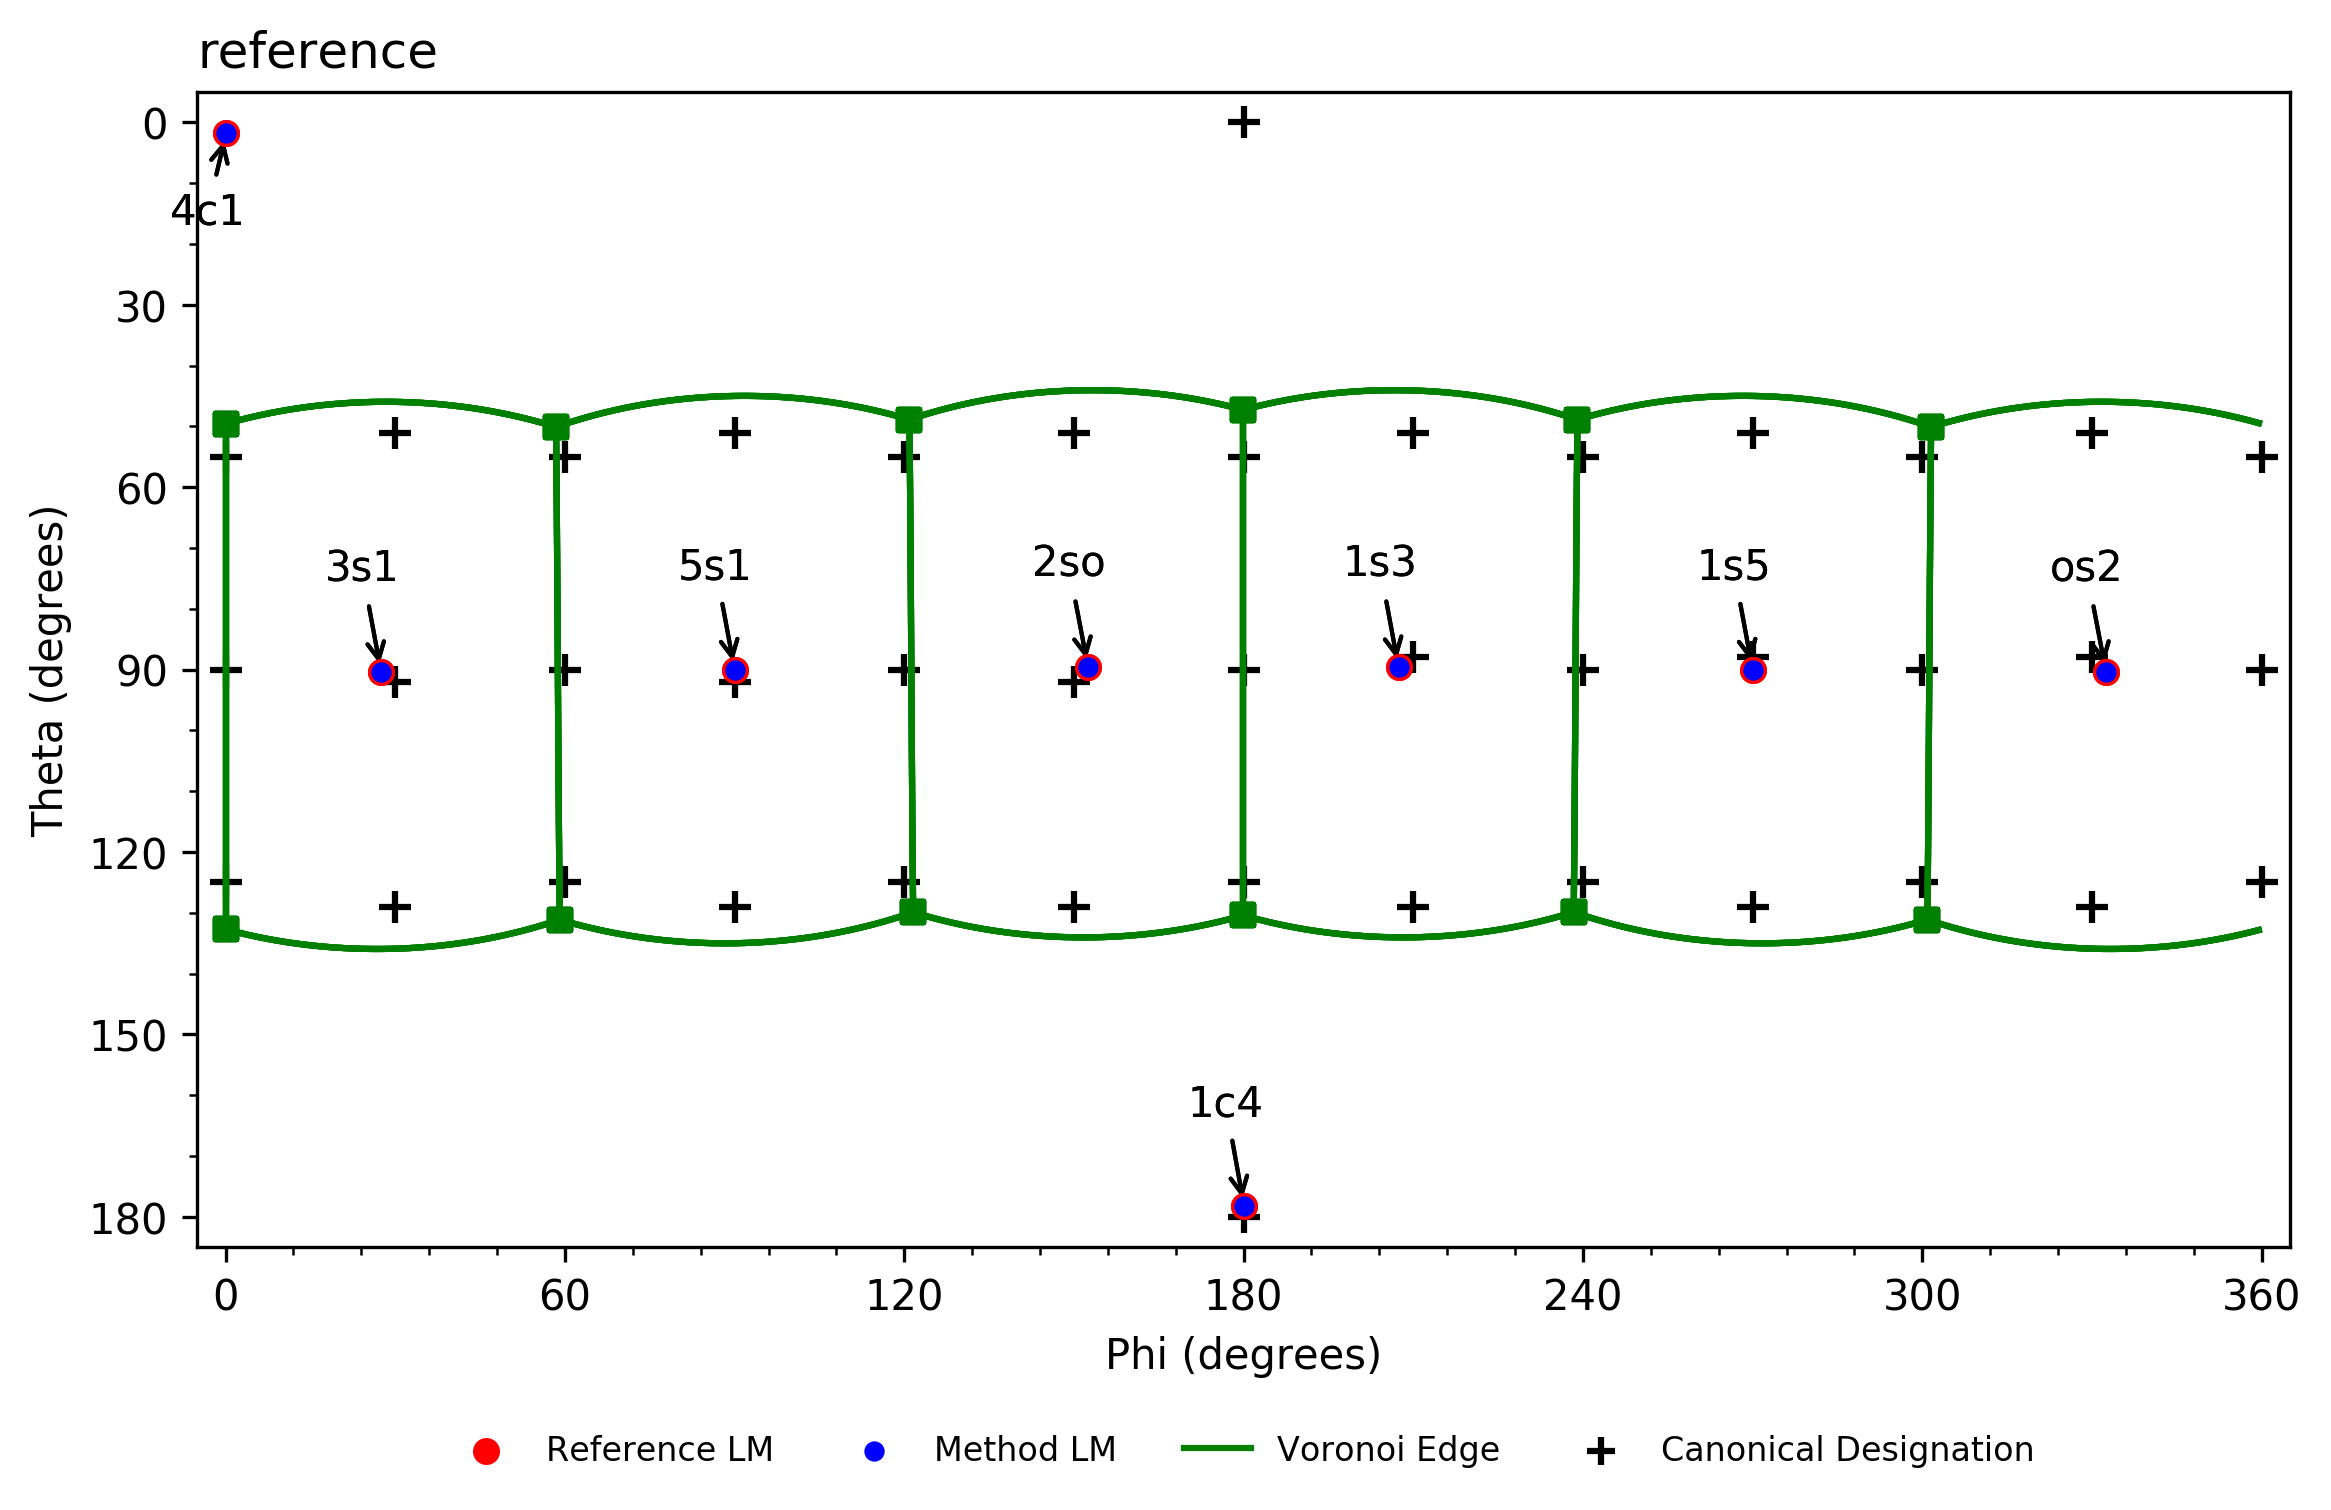 reference
0
4c1
30
60
3s1
5s1
2so
1s3
1s5
os2
90
Theta (degrees)
120
150
1c4
180
0 60 120 180 240 300 360
Phi (degrees)
Reference LM Method LM Voronoi Edge Canonical Designation